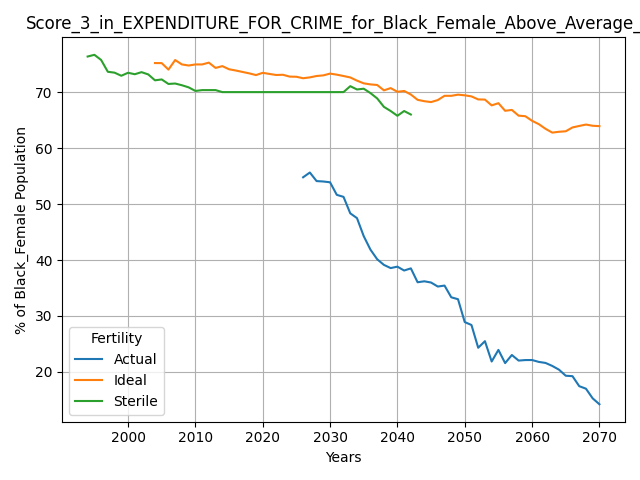 Score_3_in_EXPENDITURE_FOR_CRIME_for_Black_Female_Above_Average_
% of Black_Female Population
70
60
50
40
30
20
Fertility
Actual
Ideal
Sterile
2000 2010 2020 2030 2040 2050 2060 2070
Years